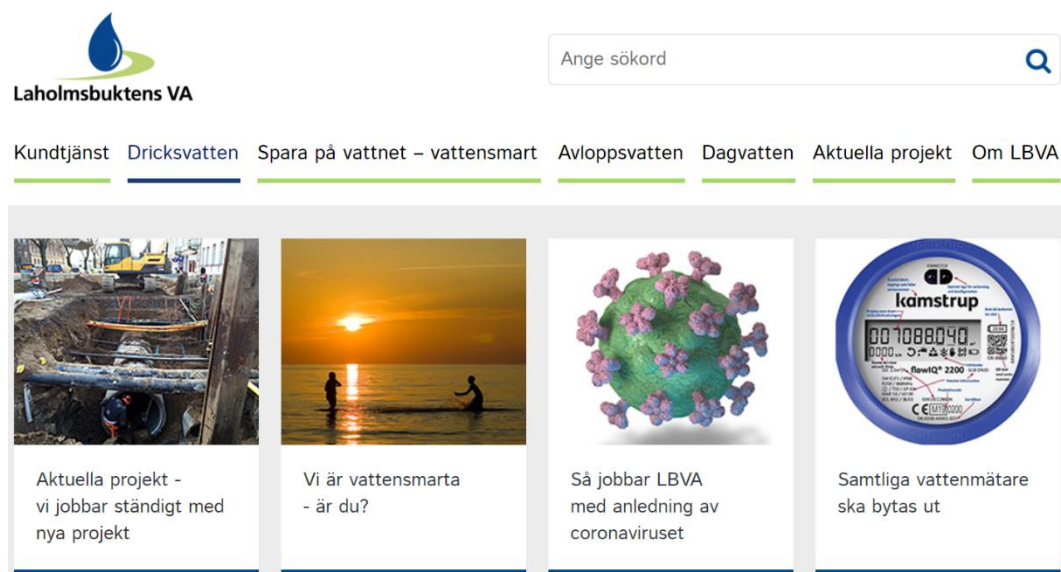 Laholmsbuktens VA
Ange sökord
Kundtjänst Dricksvatten Spara på vattnet – vattensmart Avloppsvatten Dagvatten Aktuella projekt Om LBVA
kamstrup
flowIQ® 2200
Aktuella projekt -
vi jobbar ständigt med
nya projekt
Vi är vattensmarta
- är du?
Så jobbar LBVA
med anledning av
coronaviruset
Samtliga vattenmätare
ska bytas ut